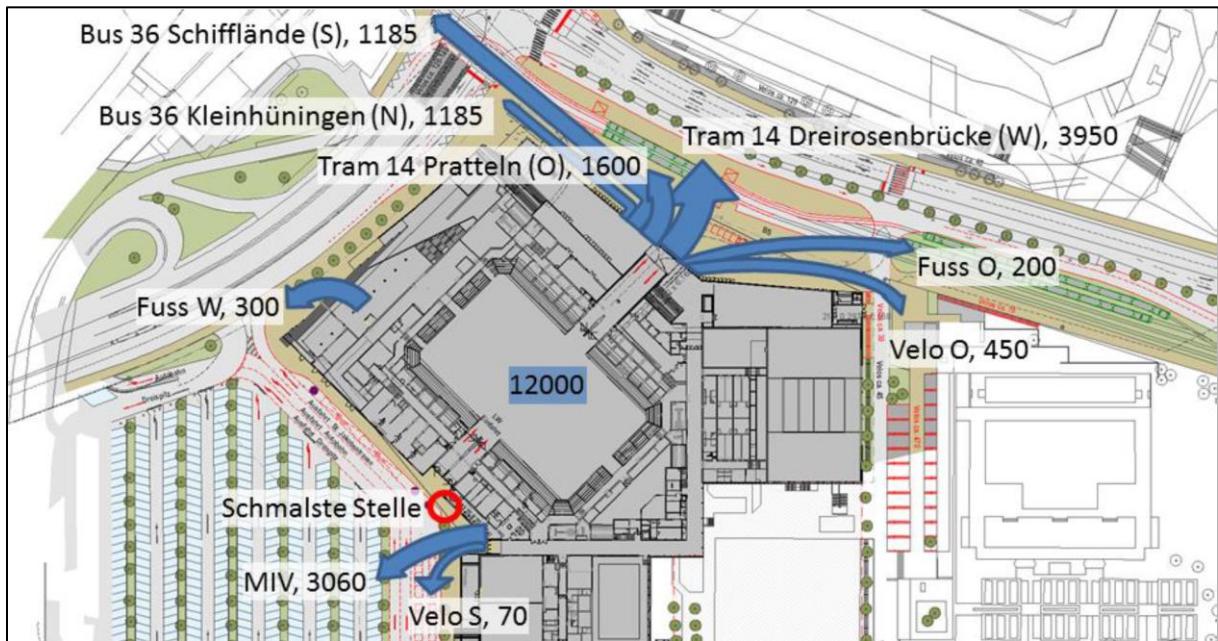 Bus 36 Schifflände (S), 1185
Bus 36 Kleinhüningen (N), 1185
Tram 14 Dreirosenbrücke (W), 3950
Tram 14 Pratteln (O), 1600
Fuss O, 200
Fuss W, 300
Velo O, 450
12000
Schmalste Stelle
MIV, 3060
Velo S, 70